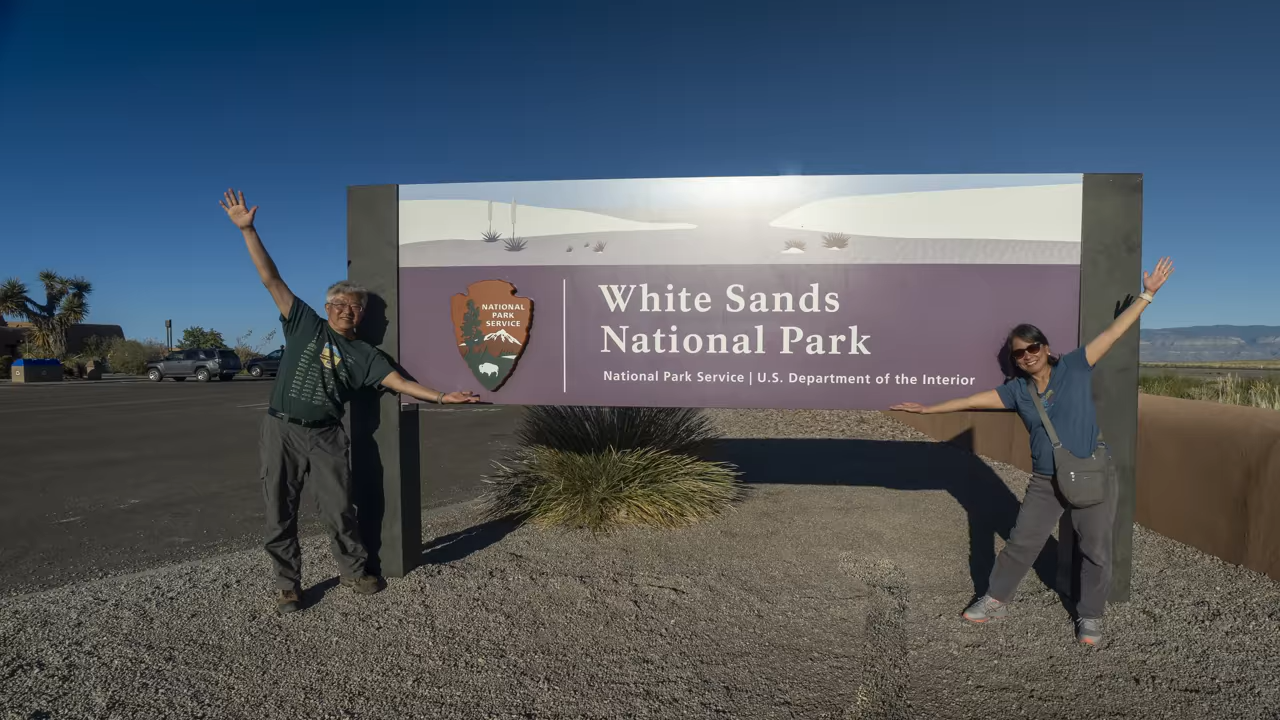 NATIONAL
PARK
SERVICE
White Sands
National Park
National Park Service | U.S. Department of the Interior